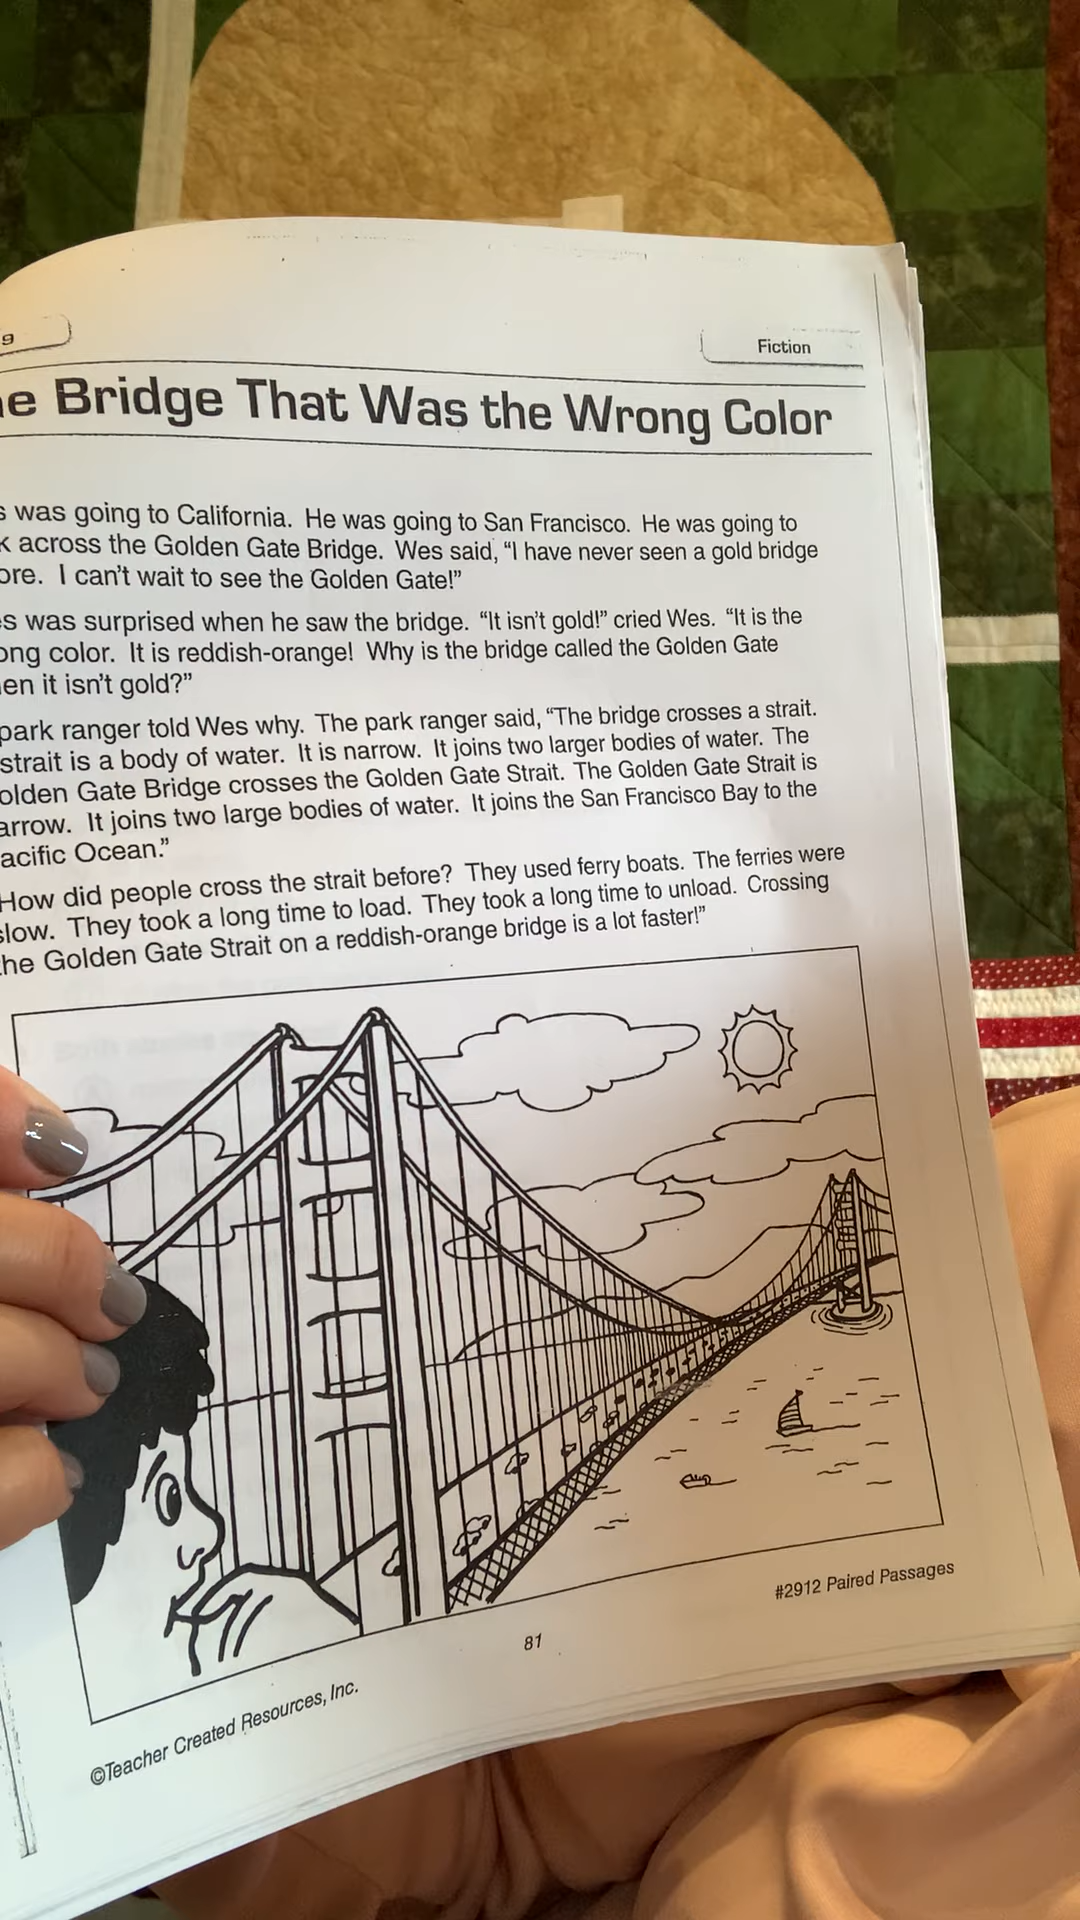 9
Fiction
e Bridge That Was the Wrong Color
s was going to California. He was going to San Francisco. He was going to
k across the Golden Gate Bridge. Wes said, “I have never seen a gold bridge
ore. I can't wait to see the Golden Gate!”
s was surprised when he saw the bridge. “It isn't gold!” cried Wes. “It is the
ong color. It is reddish-orange! Why is the bridge called the Golden Gate
en it isn't gold?”
park ranger told Wes why. The park ranger said, “The bridge crosses a strait.
strait is a body of water. It is narrow. It joins two larger bodies of water. The
olden Gate Bridge crosses the Golden Gate Strait. The Golden Gate Strait is
arrow. It joins two large bodies of water. It joins the San Francisco Bay to the
acific Ocean.”
How did people cross the strait before? They used ferry boats. The ferries were
slow. They took a long time to load. They took a long time to unload. Crossing
he Golden Gate Strait on a reddish-orange bridge is a lot faster!”
©Teacher Created Resources, Inc.
81
#2912 Paired Passages